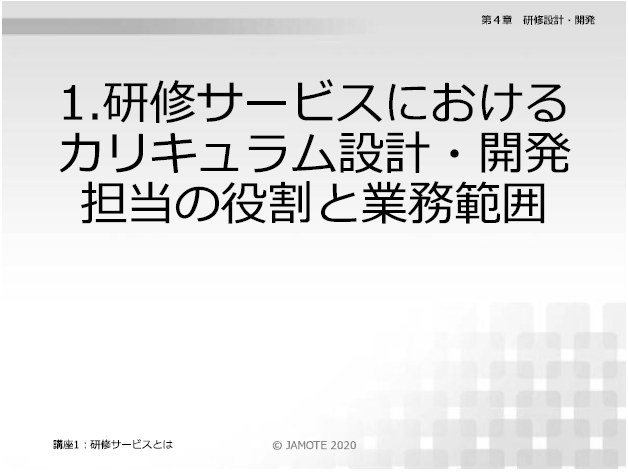 第４章　研修設計・開発
1.研修サービスにおける
カリキュラム設計・開発
担当の役割と業務範囲
講座1：研修サービスとは
© JAMOTE 2020